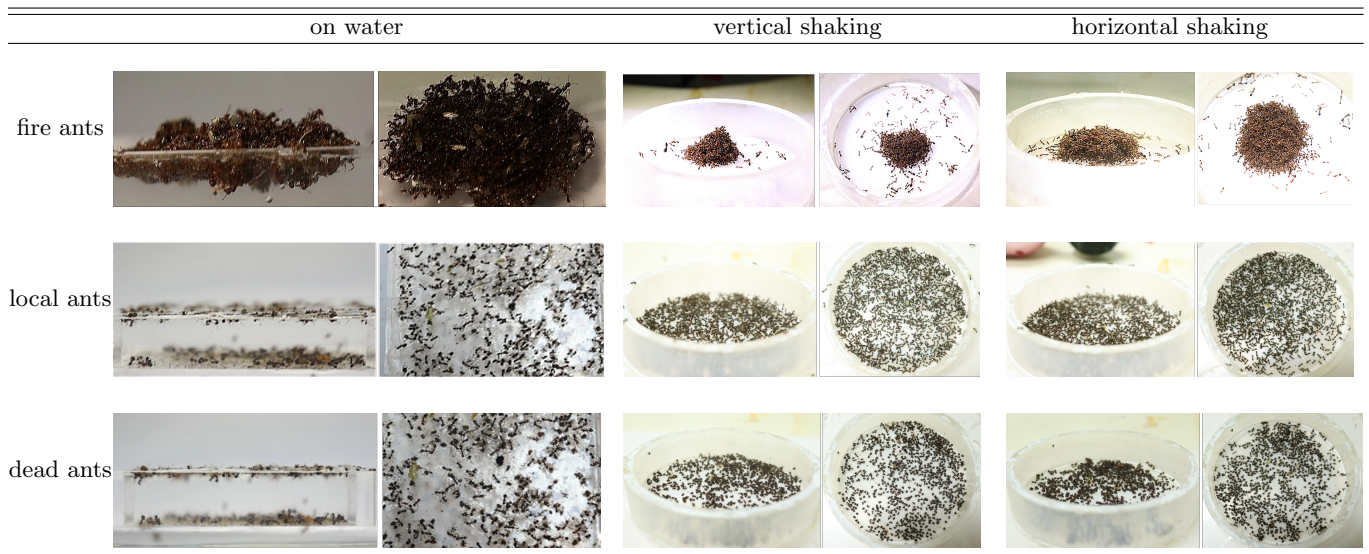 on water vertical shaking horizontal shaking
fire ants
local ants
dead ants